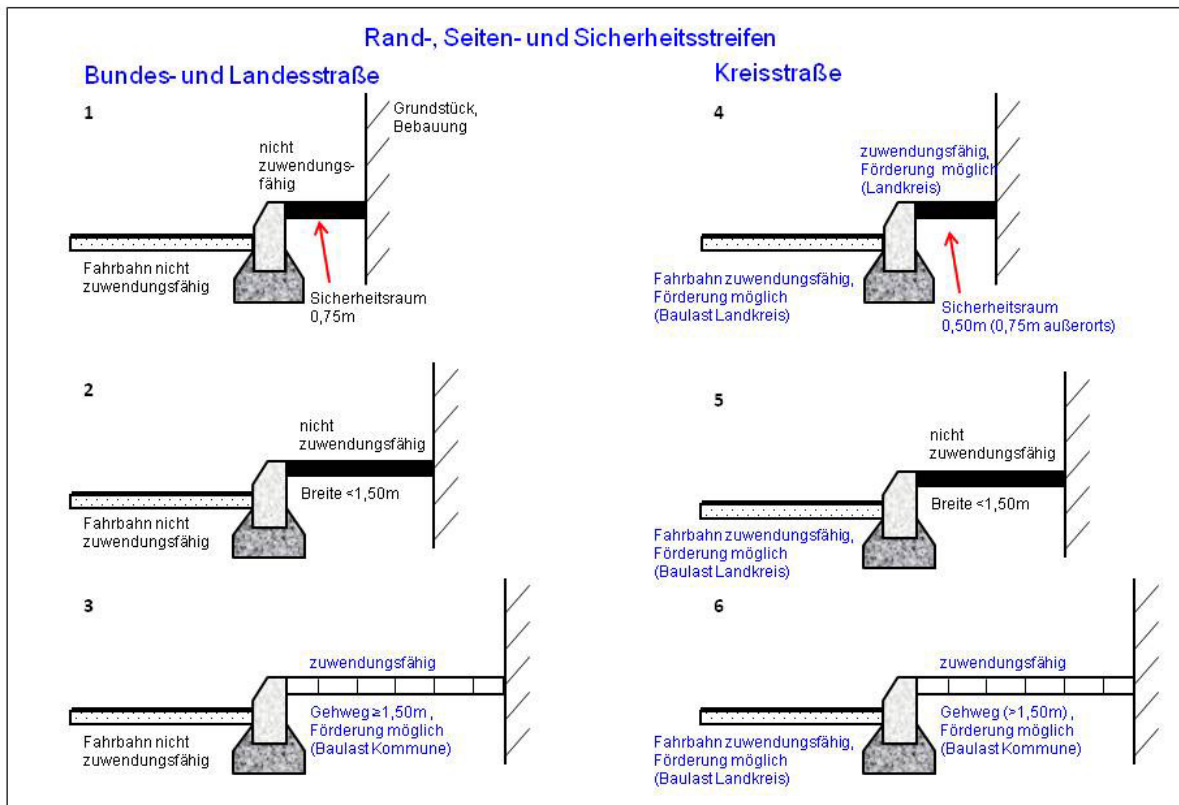 Rand-, Seiten- und Sicherheitsstreifen
Bundes- und Landesstraße
1
Grundstück,
Bebauung
nicht
zuwendungs-
fähig
Fahrbahn nicht
zuwendungsfähig
Sicherheitsraum
0,75m
2
nicht
zuwendungsfähig
Breite <1,50m
Fahrbahn nicht
zuwendungsfähig
3
zuwendungsfähig
Gehweg ≥1,50m ,
Förderung möglich
(Baulast Kommune)
Fahrbahn nicht
zuwendungsfähig
Kreisstraße
4
zuwendungsfähig,
Förderung möglich
(Landkreis)
Fahrbahn zuwendungsfähig,
Förderung möglich
(Baulast Landkreis)
Sicherheitsraum
0,50m (0,75m außerorts)
5
nicht
zuwendungsfähig
Breite <1,50m
Fahrbahn zuwendungsfähig,
Förderung möglich
(Baulast Landkreis)
6
zuwendungsfähig
Gehweg (>1,50m) ,
Förderung möglich
(Baulast Kommune)
Fahrbahn zuwendungsfähig,
Förderung möglich
(Baulast Landkreis)